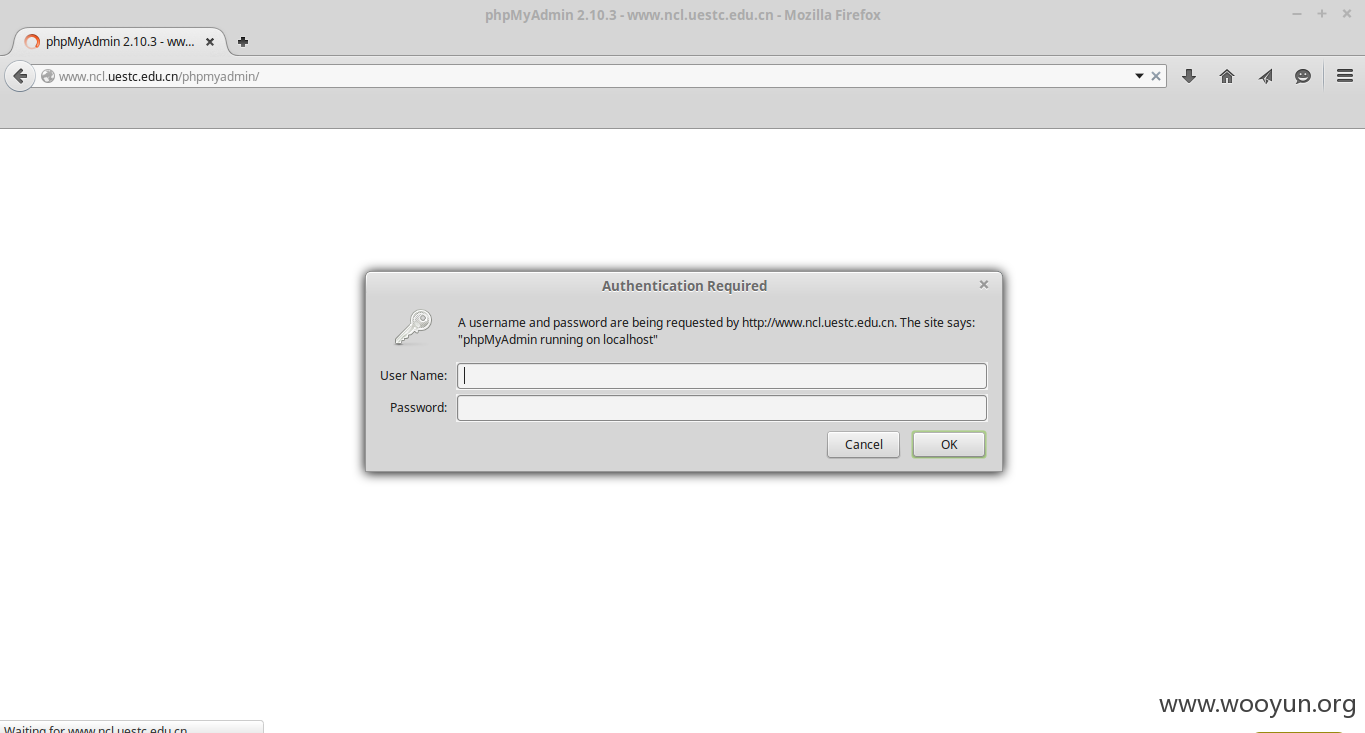 phpMyAdmin 2.10.3 - www.ncl.uestc.edu.cn - Mozilla Firefox
phpMyAdmin 2.10.3 - ww...
www.ncl.uestc.edu.cn/phpmyadmin/
Authentication Required
A username and password are being requested by http://www.ncl.uestc.edu.cn. The site says:
"phpMyAdmin running on localhost"
User Name:
Password:
Cancel OK
www.wooyun.org
Waiting for www.ncl.uestc.edu.cn